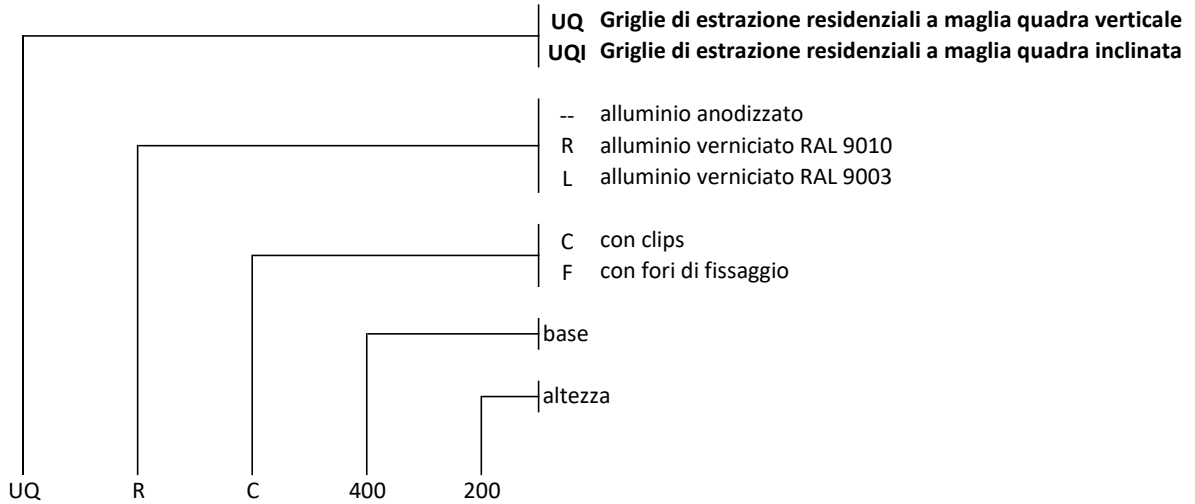 UQ Griglie di estrazione residenziali a maglia quadra verticale
UQI Griglie di estrazione residenziali a maglia quadra inclinata
-- alluminio anodizzato
R alluminio verniciato RAL 9010
L alluminio verniciato RAL 9003
C con clips
F con fori di fissaggio
base
altezza
UQ R C 400 200